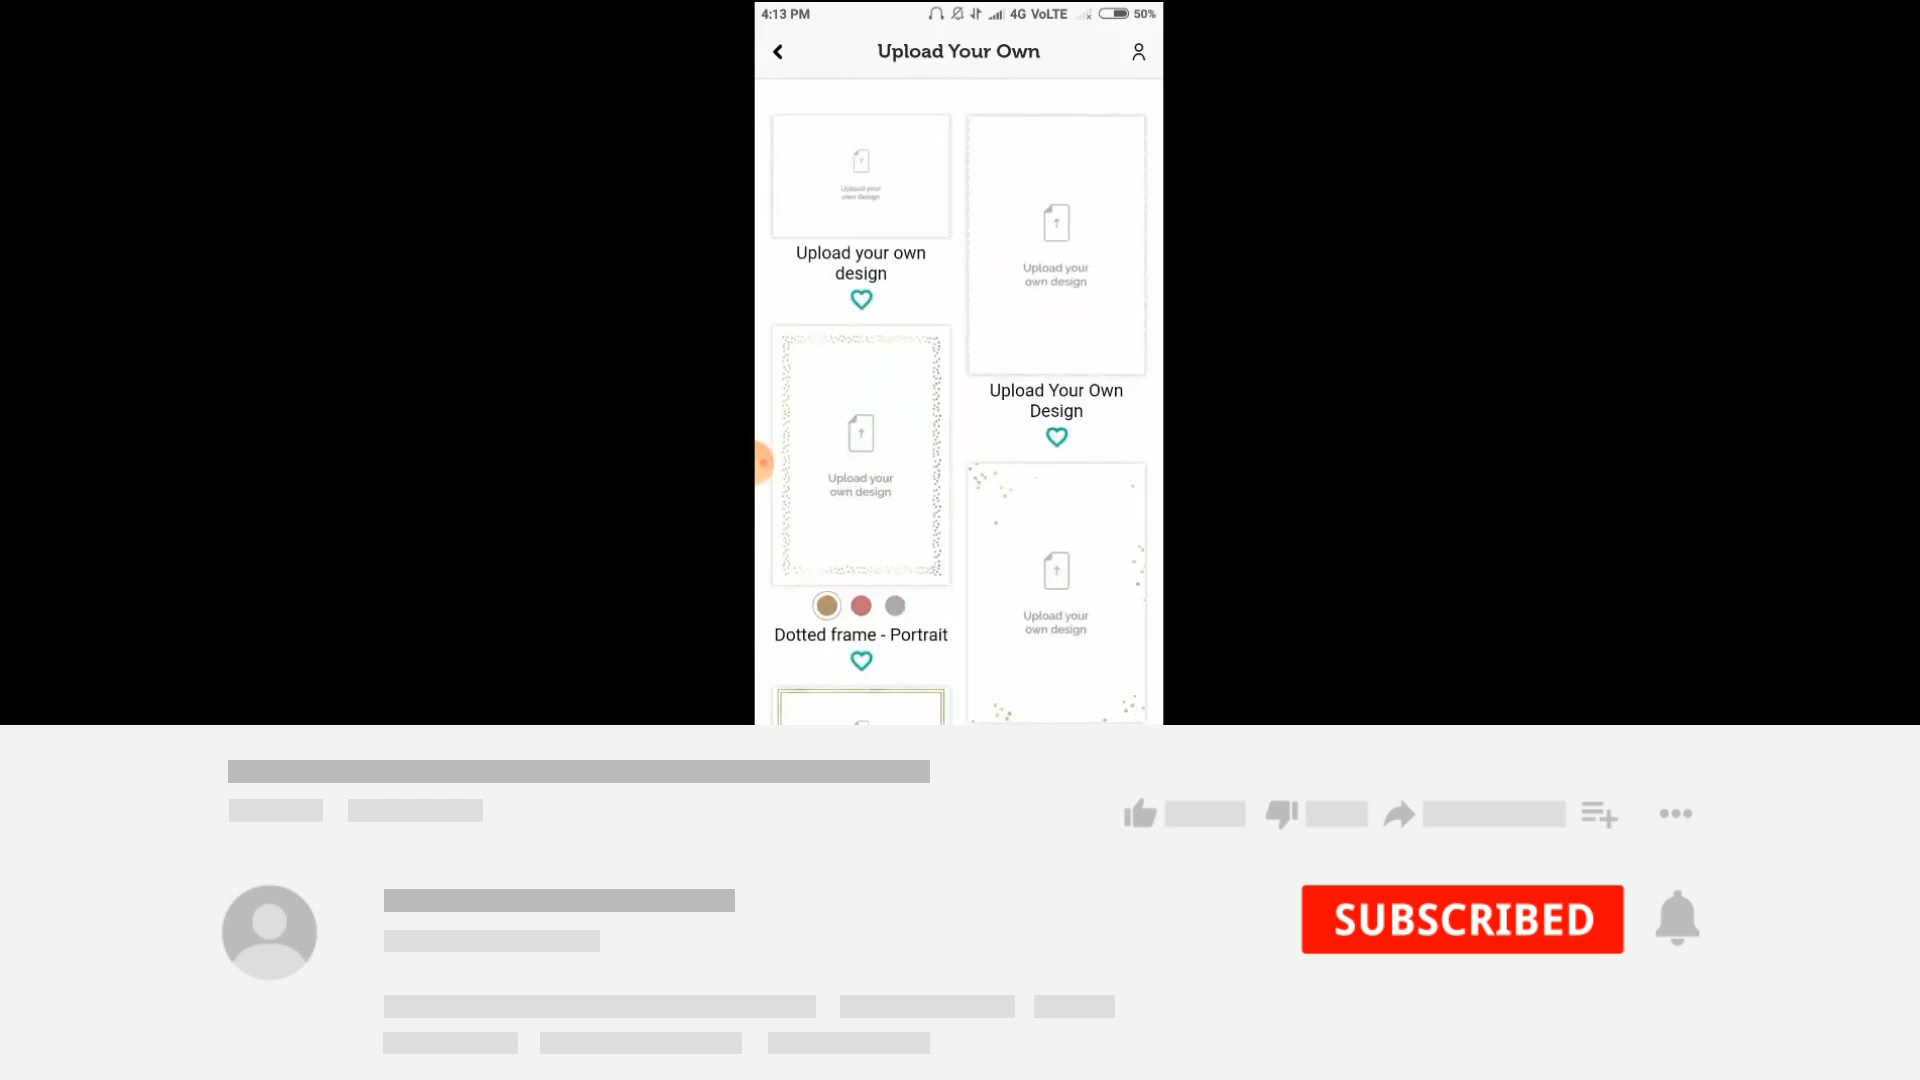 4:13 PM
4G VoLTE
50%
Upload Your Own
Upload your
own design
Upload your own
design
Upload your
own design
Upload Your Own
Design
Upload your
own design
Dotted frame - Portrait
Upload your
own design
SUBSCRIBED